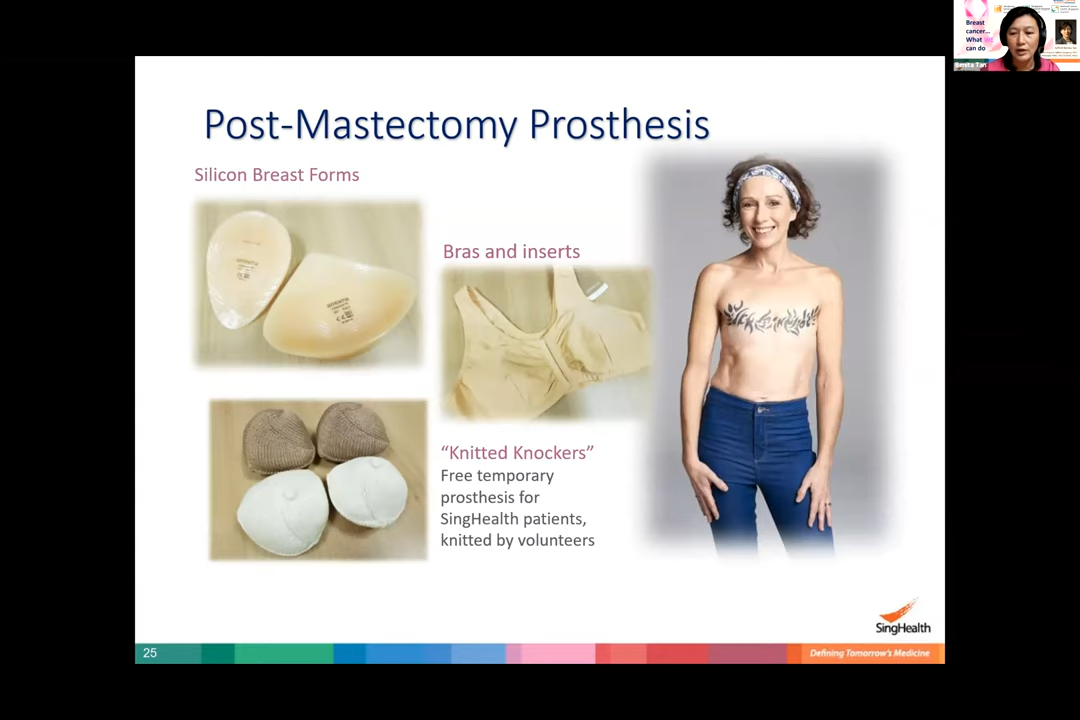 Post-Mastectomy Prosthesis
Silicon Breast Forms
Bras and inserts
“Knitted Knockers”
Free temporary
prosthesis for
SingHealth patients,
knitted by volunteers
SingHealth
25
Defining Tomorrow's Medicine
Breast
cancer...
What we
can do
Benita Tan